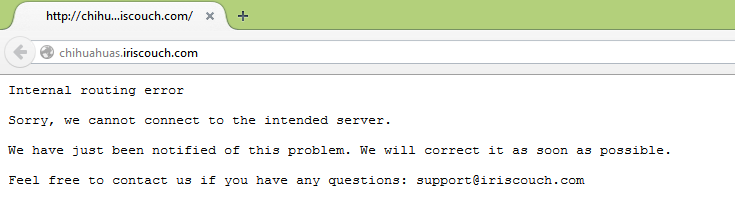 http://chihu...iscouch.com/
chihuahuas.iriscouch.com
Internal routing error
Sorry, we cannot connect to the intended server.
We have just been notified of this problem. We will correct it as soon as possible.
Feel free to contact us if you have any questions: support@iriscouch.com